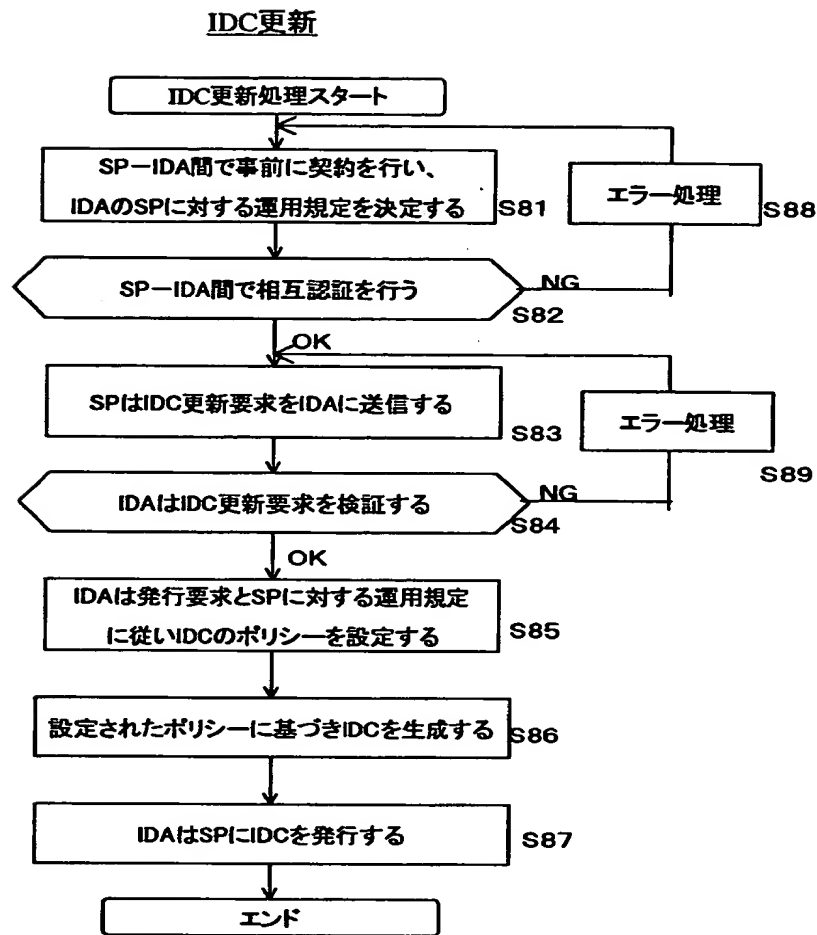 IDC更新
IDC更新処理スタート
SP－IDA間で事前に契約を行い、
IDAのSPに対する運用規定を決定する
S81
エラー処理
S88
SP－IDA間で相互認証を行う
NG
S82
OK
SPはIDC更新要求をIDAに送信する
S83
エラー処理
S89
IDAはIDC更新要求を検証する
NG
S84
OK
IDAは発行要求とSPに対する運用規定
に従いIDCのポリシーを設定する
S85
設定されたポリシーに基づきIDCを生成する
S86
IDAはSPにIDCを発行する
S87
エンド